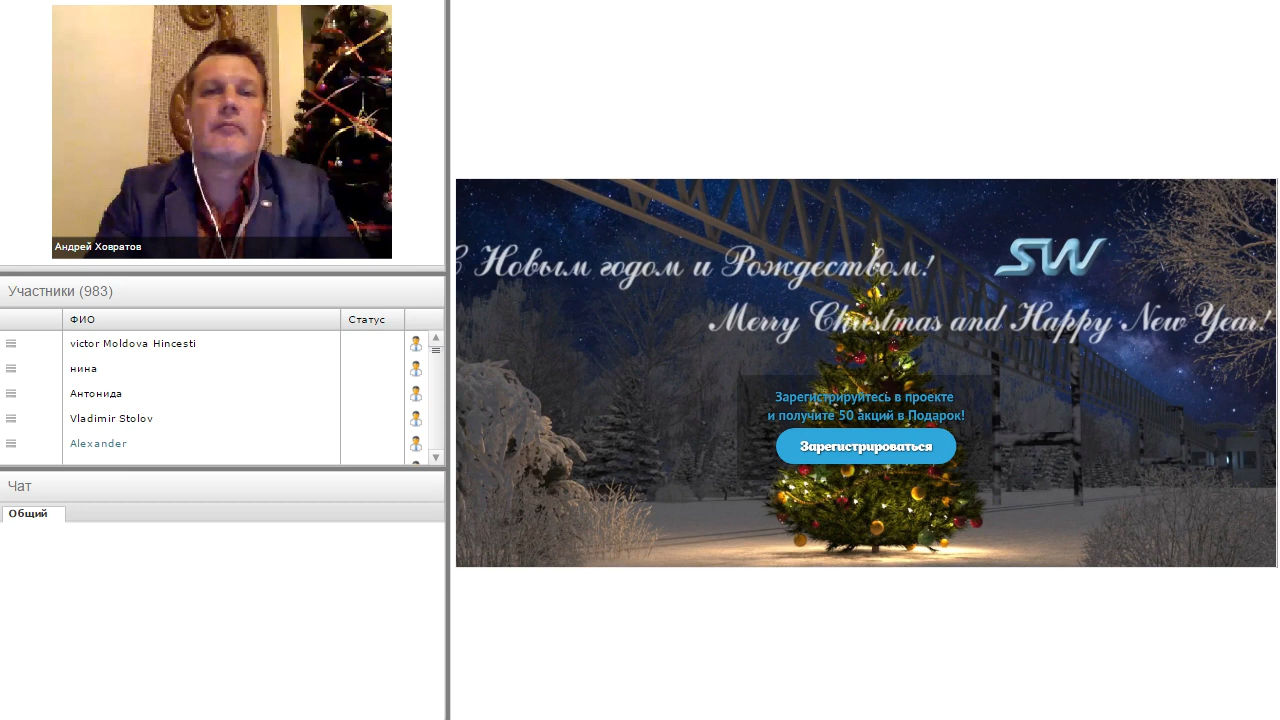 Андрей Ховратов
Участники (983)
ФИО
Статус
victor Moldova Hincesti
нина
Антонида
Vladimir Stolov
Alexander
Чат
Общий
С Новым годом и Рождеством!
SW
Merry Christmas and Happy New Year!
Зарегистрируйтесь в проекте
и получите 50 акций в Подарок!
Зарегистрироваться